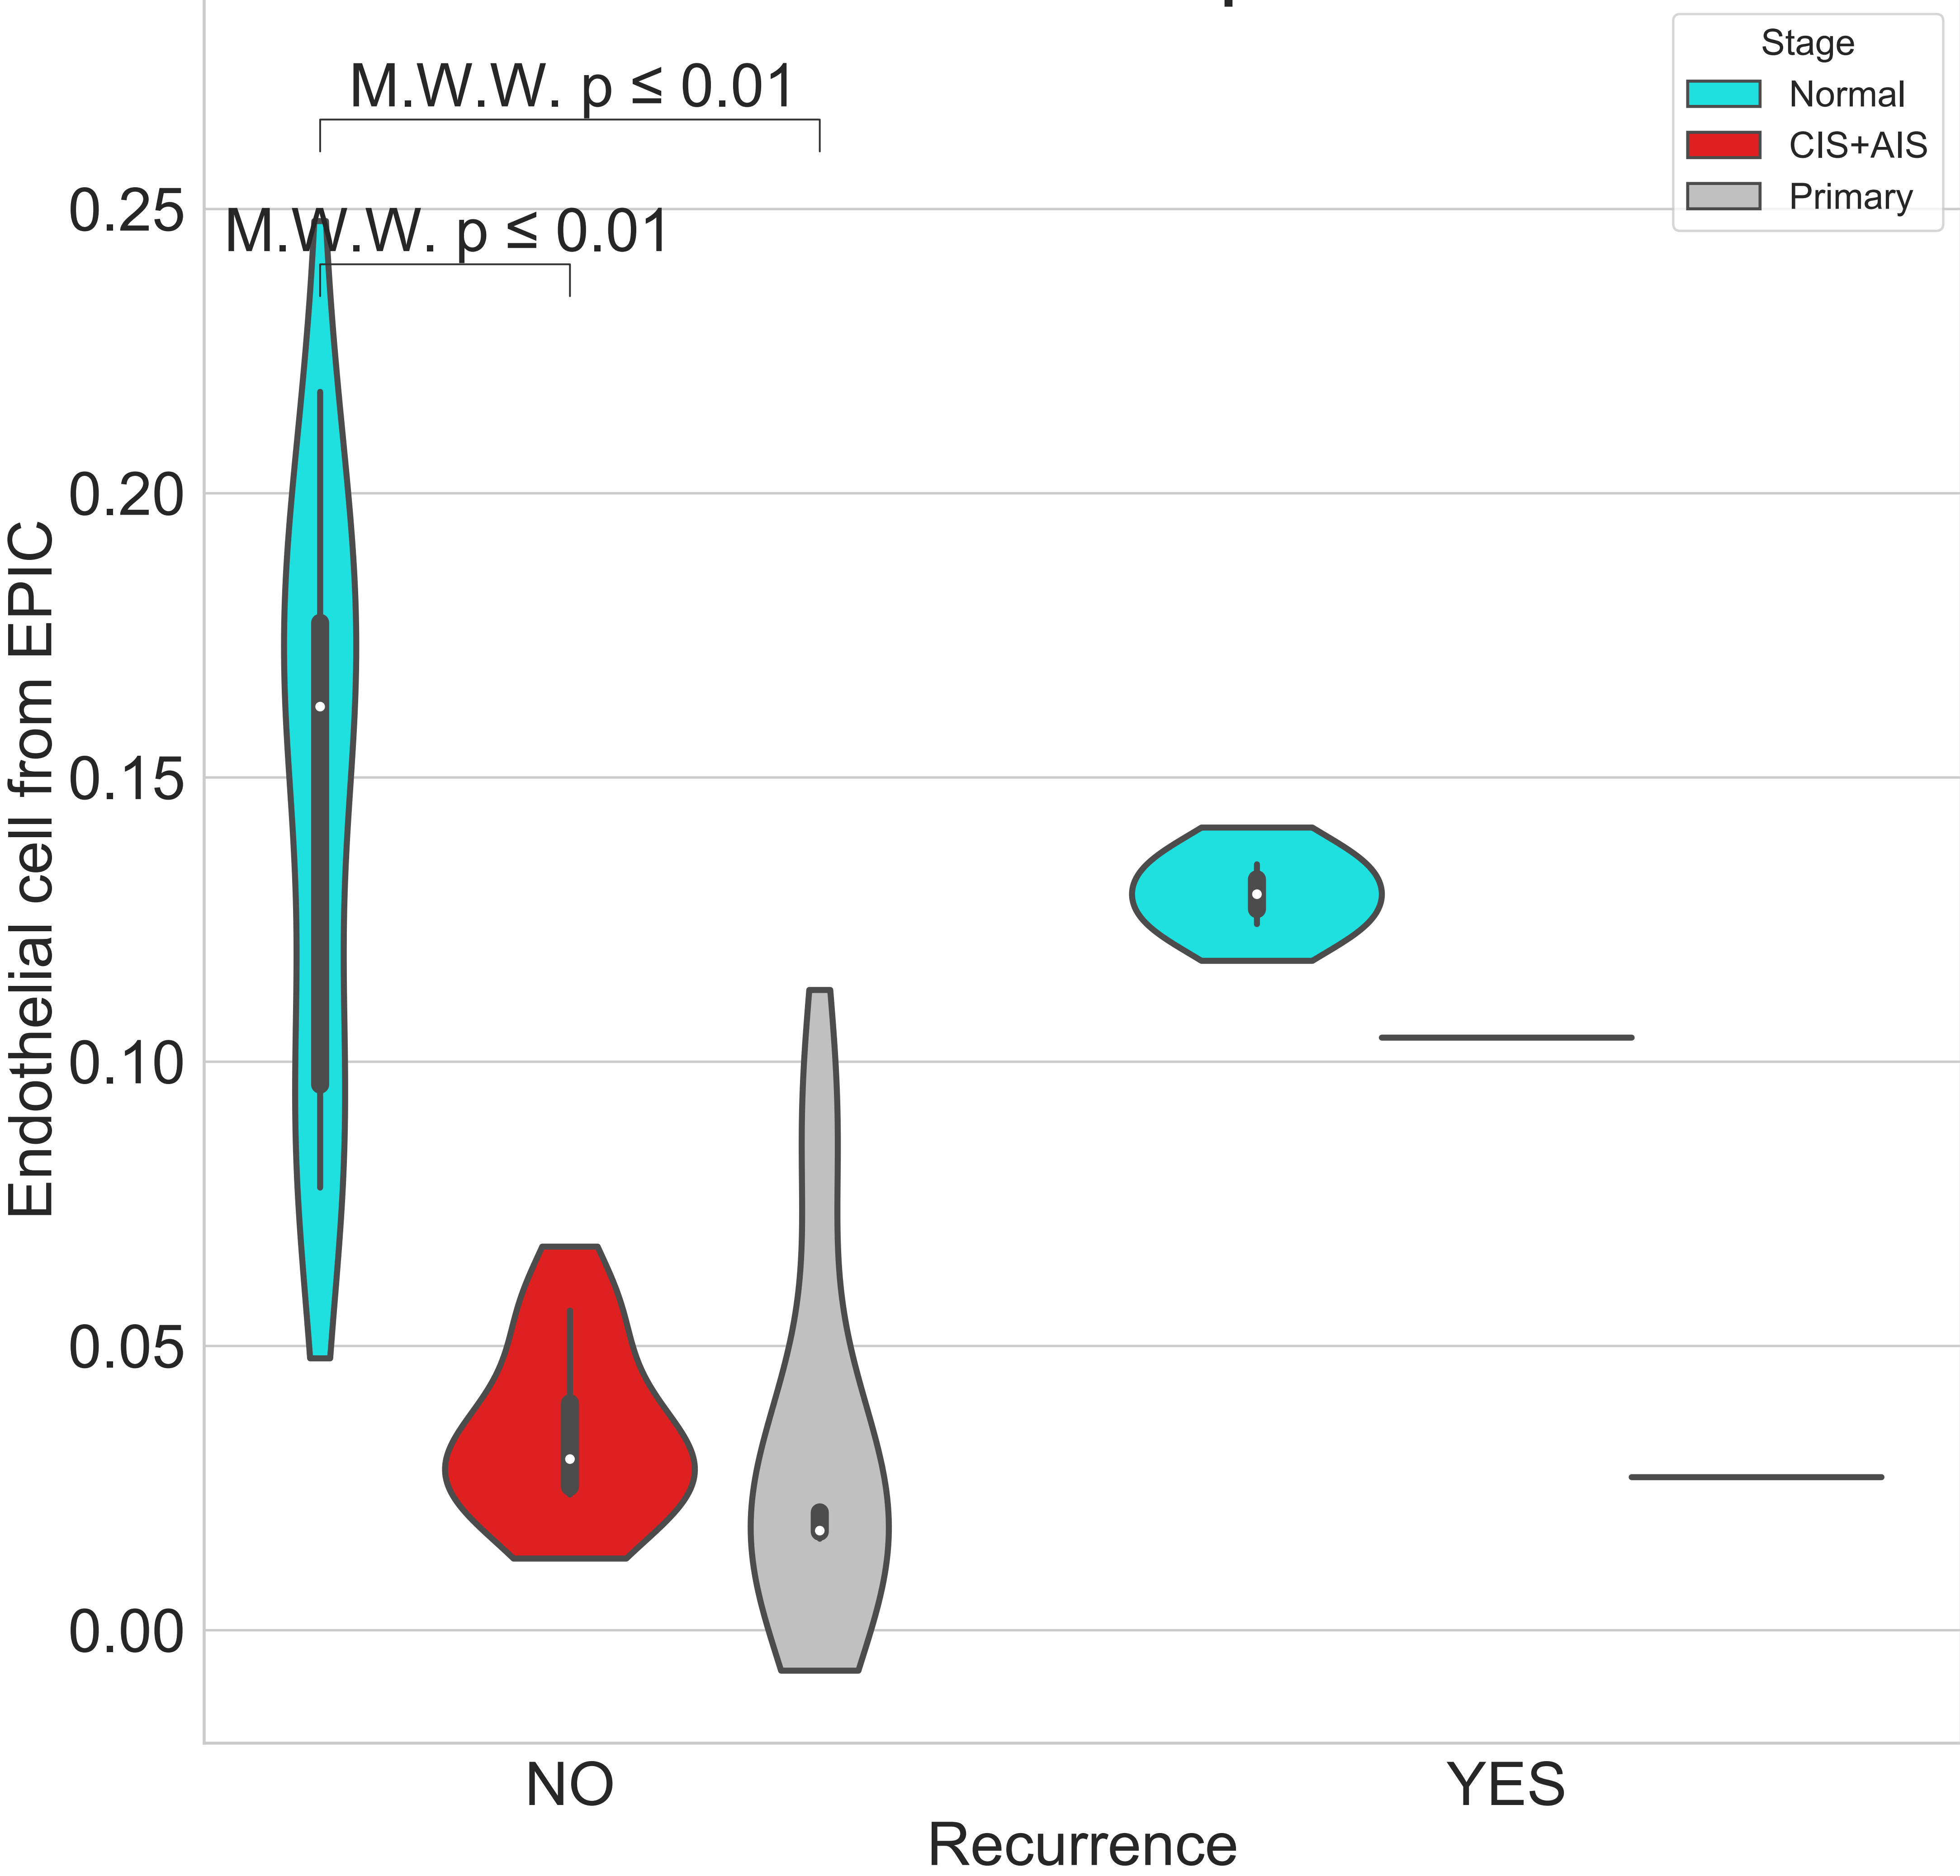 M.W.W. p ≤ 0.01
M.W.W. p ≤ 0.01
Stage
Normal
CIS+AIS
Primary
Endothelial cell from EPIC
0.25
0.20
0.15
0.10
0.05
0.00
NO
YES
Recurrence